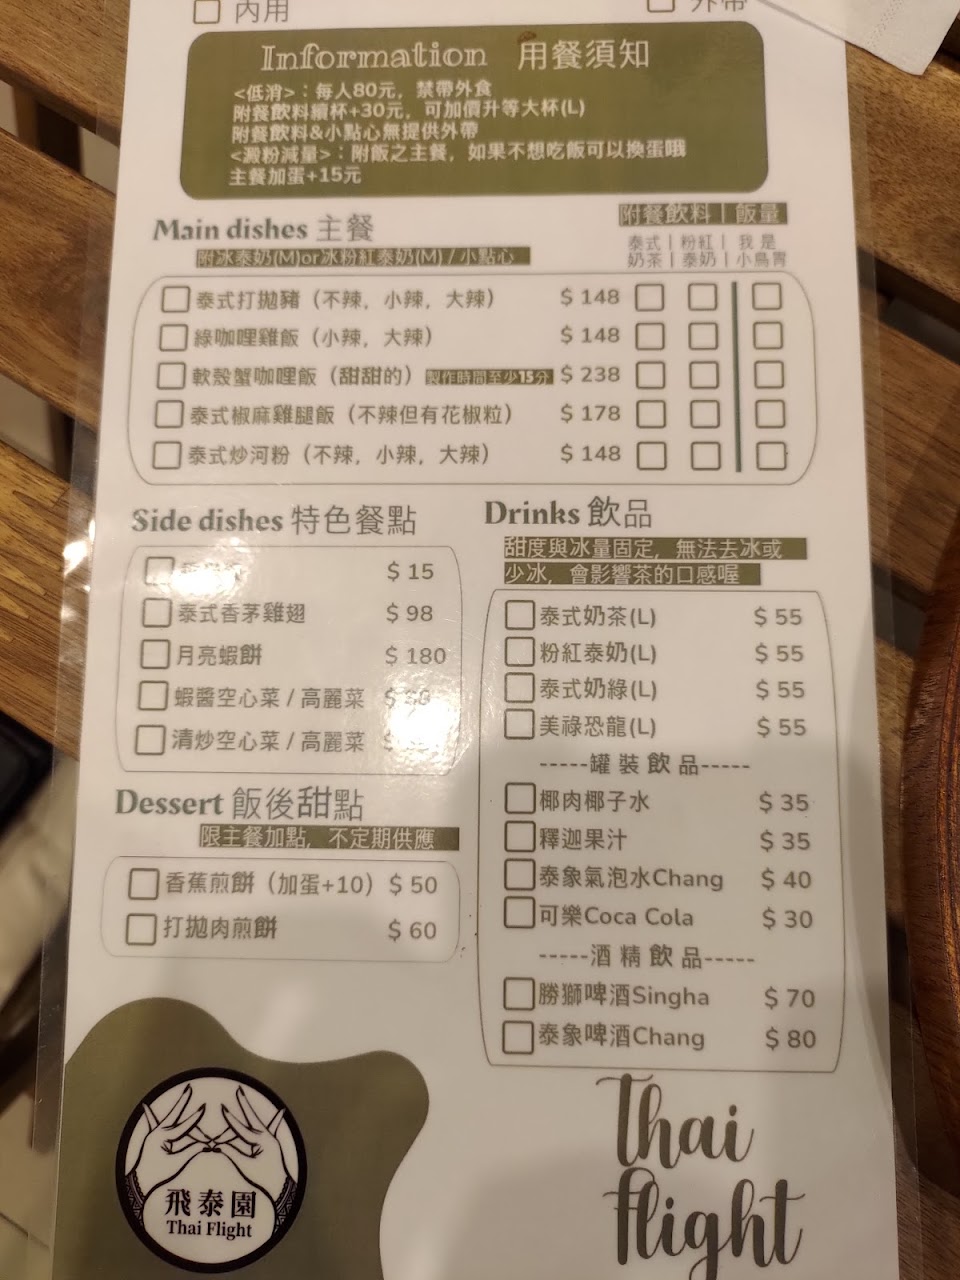 內用
外帶
Information 用餐須知
<低消>：每人80元，禁帶外食
附餐飲料續杯+30元，可加價升等大杯(L)
附餐飲料&小點心無提供外帶
<澱粉減量>：附飯之主餐，如果不想吃飯可以換蛋哦
主餐加蛋+15元
Main dishes 主餐
附冰泰奶(M)or冰粉紅泰奶(M) / 小點心
附餐飲料 | 飯量
泰式 | 粉紅 | 我 是
奶茶 | 泰奶 | 小鳥胃
泰式打拋豬（不辣，小辣，大辣） $ 148
綠咖哩雞飯（小辣，大辣） $ 148
軟殼蟹咖哩飯（甜甜的） 製作時間至少15分 $ 238
泰式椒麻雞腿飯（不辣但有花椒粒） $ 178
泰式炒河粉（不辣，小辣，大辣） $ 148
Side dishes 特色餐點
$ 15
泰式香茅雞翅 $ 98
月亮蝦餅 $ 180
蝦醬空心菜 / 高麗菜 $
清炒空心菜 / 高麗菜 $
Dessert 飯後甜點
限主餐加點，不定期供應
香蕉煎餅（加蛋+10） $ 50
打拋肉煎餅 $ 60
Drinks 飲品
甜度與冰量固定，無法去冰或
少冰，會影響茶的口感喔
泰式奶茶(L) $ 55
粉紅泰奶(L) $ 55
泰式奶綠(L) $ 55
美祿恐龍(L) $ 55
-----罐 裝 飲 品-----
椰肉椰子水 $ 35
釋迦果汁 $ 35
泰象氣泡水Chang $ 40
可樂Coca Cola $ 30
-----酒 精 飲 品-----
勝獅啤酒Singha $ 70
泰象啤酒Chang $ 80
飛泰園
Thai Flight
Thai
flight